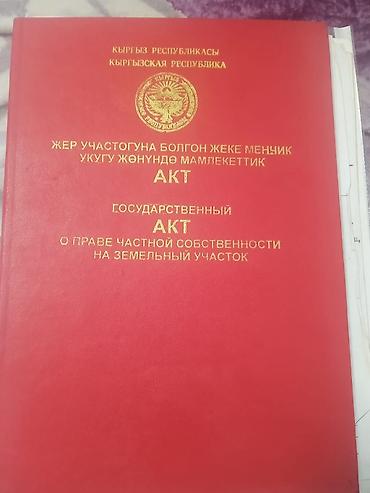 КЫРГЫЗ РЕСПУБЛИКАСЫ
КЫРГЫЗСКАЯ РЕСПУБЛИКА
ЖЕР УЧАСТОГУНА БОЛГОН ЖЕКЕ МЕНЧИК
УКУГУ ЖӨНҮНДӨ МАМЛЕКЕТТИК
АКТ
ГОСУДАРСТВЕННЫЙ
АКТ
О ПРАВЕ ЧАСТНОЙ СОБСТВЕННОСТИ
НА ЗЕМЕЛЬНЫЙ УЧАСТОК